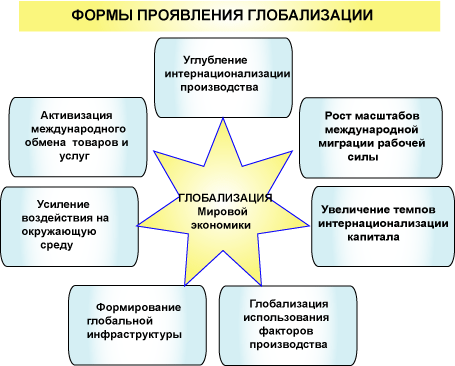 ФОРМЫ ПРОЯВЛЕНИЯ ГЛОБАЛИЗАЦИИ
Углубление
интернационализации
производства
Активизация
международного
обмена товаров и
услуг
Рост масштабов
международной
миграции рабочей
силы
ГЛОБАЛИЗАЦИЯ
Мировой
экономики
Усиление
воздействия на
окружающую
среду
Увеличение темпов
интернационализации
капитала
Формирование
глобальной
инфраструктуры
Глобализация
использования
факторов
производства